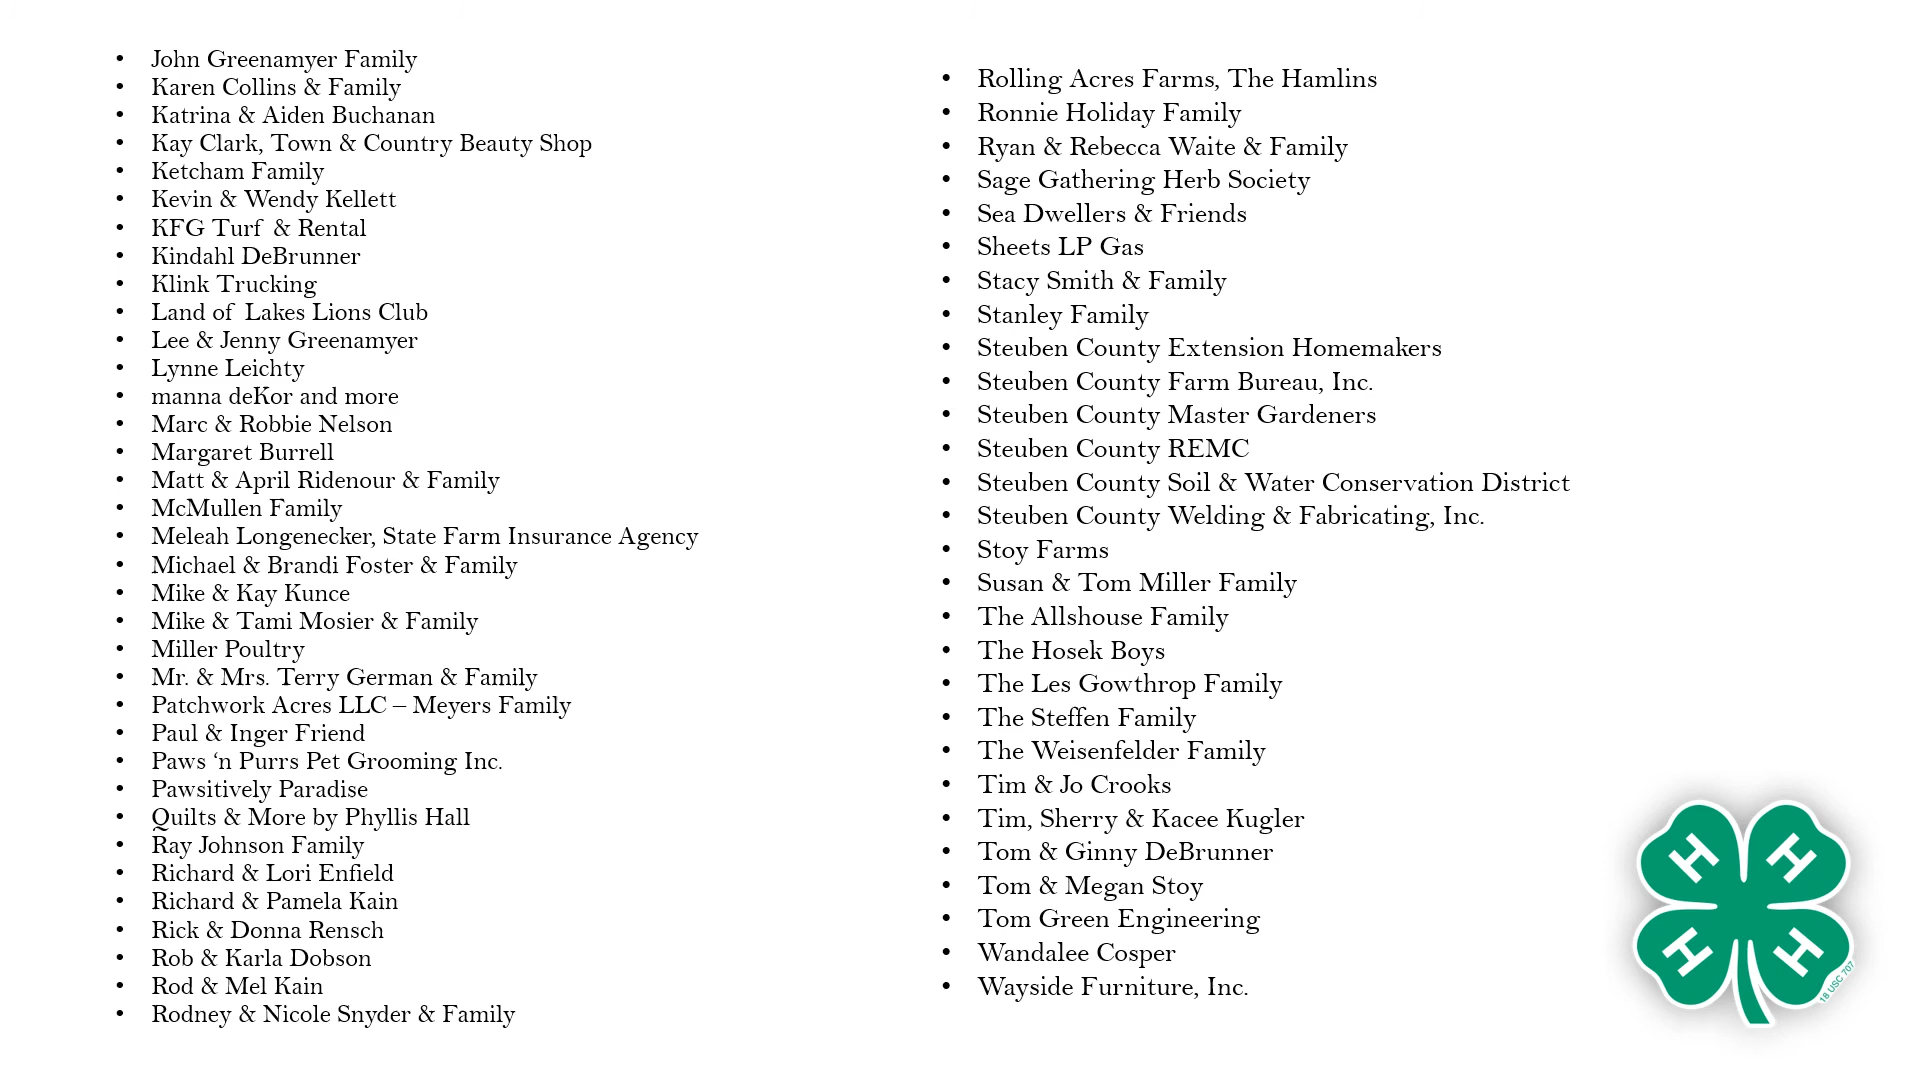 • John Greenamyer Family
• Karen Collins & Family
• Katrina & Aiden Buchanan
• Kay Clark, Town & Country Beauty Shop
• Ketcham Family
• Kevin & Wendy Kellett
• KFG Turf & Rental
• Kindahl DeBrunner
• Klink Trucking
• Land of Lakes Lions Club
• Lee & Jenny Greenamyer
• Lynne Leichty
• manna deKor and more
• Marc & Robbie Nelson
• Margaret Burrell
• Matt & April Ridenour & Family
• McMullen Family
• Meleah Longenecker, State Farm Insurance Agency
• Michael & Brandi Foster & Family
• Mike & Kay Kunce
• Mike & Tami Mosier & Family
• Miller Poultry
• Mr. & Mrs. Terry German & Family
• Patchwork Acres LLC – Meyers Family
• Paul & Inger Friend
• Paws ‘n Purrs Pet Grooming Inc.
• Pawsitively Paradise
• Quilts & More by Phyllis Hall
• Ray Johnson Family
• Richard & Lori Enfield
• Richard & Pamela Kain
• Rick & Donna Rensch
• Rob & Karla Dobson
• Rod & Mel Kain
• Rodney & Nicole Snyder & Family
• Rolling Acres Farms, The Hamlins
• Ronnie Holiday Family
• Ryan & Rebecca Waite & Family
• Sage Gathering Herb Society
• Sea Dwellers & Friends
• Sheets LP Gas
• Stacy Smith & Family
• Stanley Family
• Steuben County Extension Homemakers
• Steuben County Farm Bureau, Inc.
• Steuben County Master Gardeners
• Steuben County REMC
• Steuben County Soil & Water Conservation District
• Steuben County Welding & Fabricating, Inc.
• Stoy Farms
• Susan & Tom Miller Family
• The Allshouse Family
• The Hosek Boys
• The Les Gowthrop Family
• The Steffen Family
• The Weisenfelder Family
• Tim & Jo Crooks
• Tim, Sherry & Kacee Kugler
• Tom & Ginny DeBrunner
• Tom & Megan Stoy
• Tom Green Engineering
• Wandalee Cosper
• Wayside Furniture, Inc.
H H
H H
18 USC 707